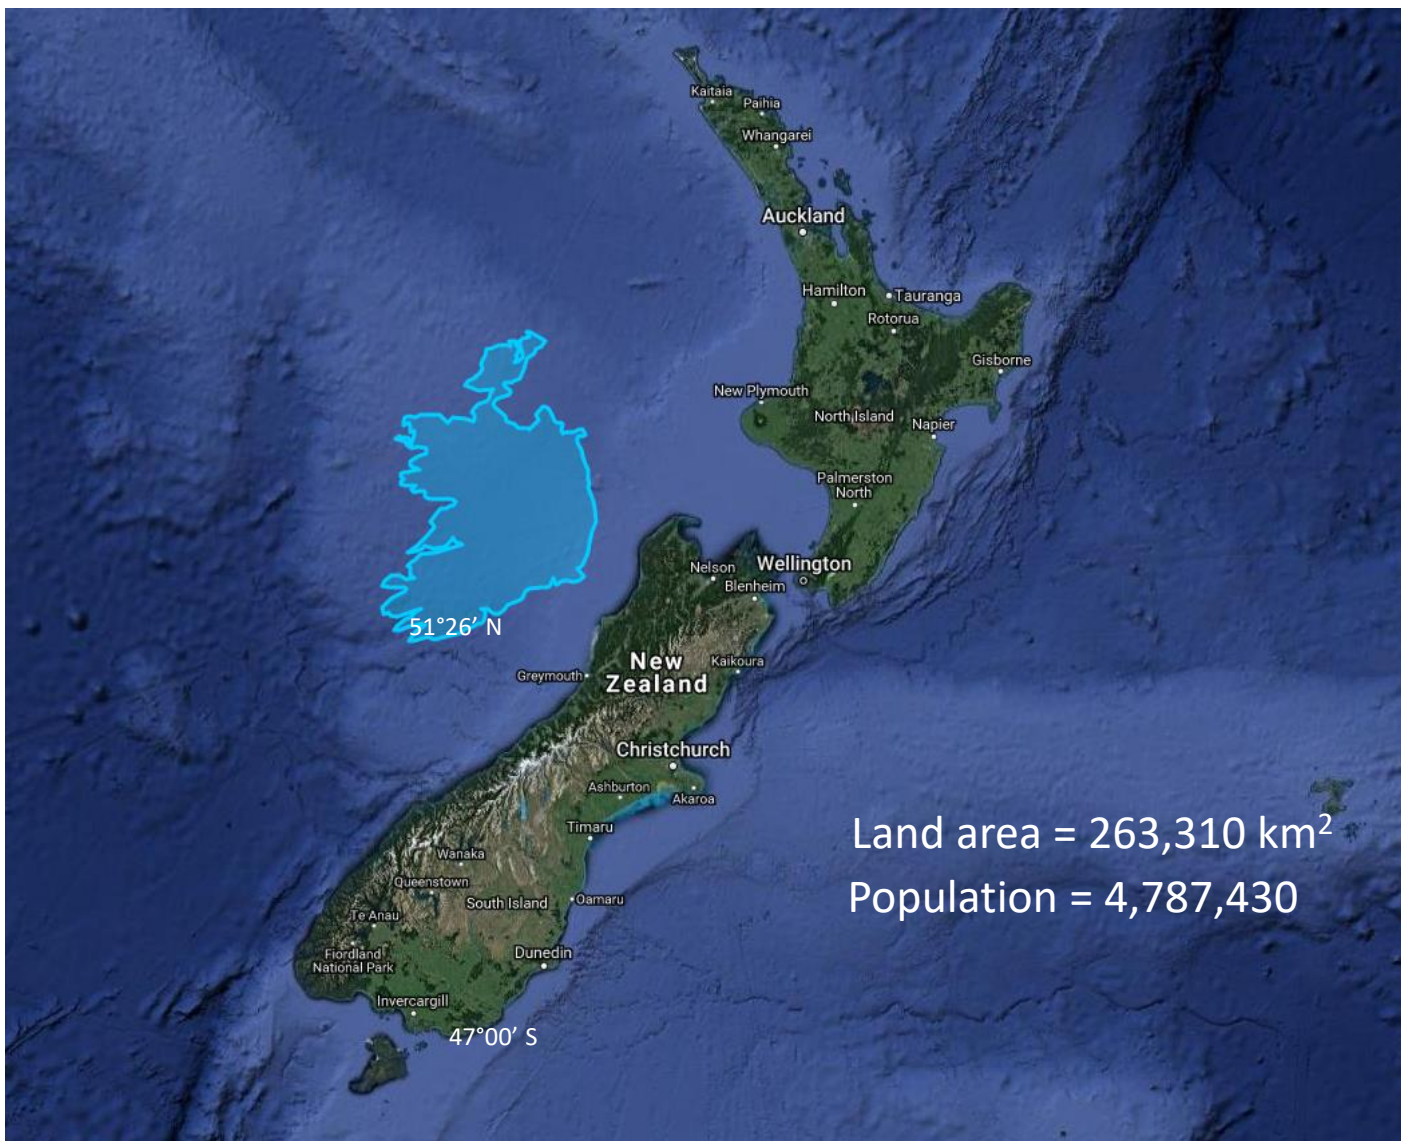 Kaitaia
Paihia
Whangarei
Auckland
Hamilton
Tauranga
Rotorua
Gisborne
New Plymouth
North Island
Napier
Palmerston
North
Wellington
Nelson
Blenheim
51°26’ N
New
Zealand
Kaikoura
Greymouth
Christchurch
Ashburton
Akaroa
Timaru
Land area = 263,310 km²
Wanaka
Queenstown
South Island
Oamaru
Population = 4,787,430
Te Anau
Fiordland
National Park
Dunedin
Invercargill
47°00’ S